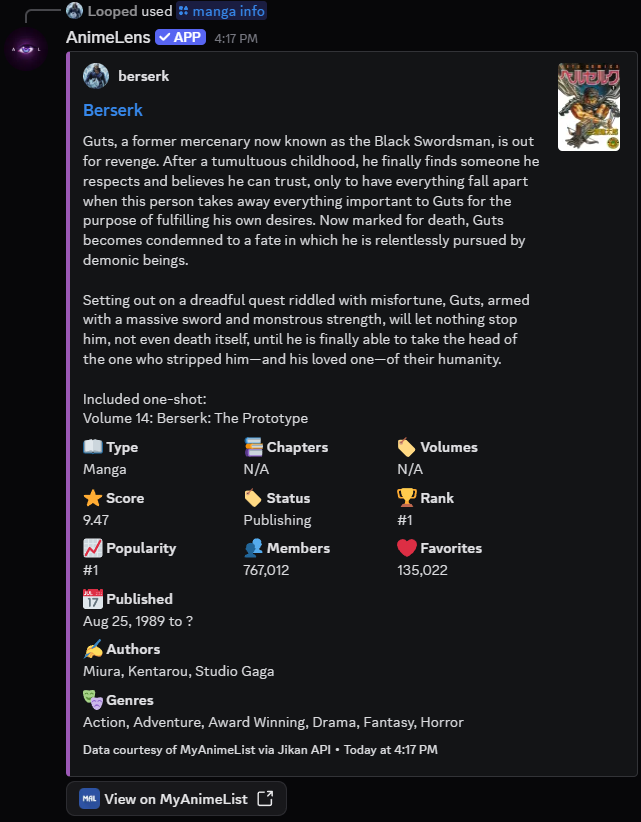 Looped used manga info
AnimeLens APP 4:17 PM
berserk
Berserk
Guts, a former mercenary now known as the Black Swordsman, is out
for revenge. After a tumultuous childhood, he finally finds someone he
respects and believes he can trust, only to have everything fall apart
when this person takes away everything important to Guts for the
purpose of fulfilling his own desires. Now marked for death, Guts
becomes condemned to a fate in which he is relentlessly pursued by
demonic beings.
Setting out on a dreadful quest riddled with misfortune, Guts, armed
with a massive sword and monstrous strength, will let nothing stop
him, not even death itself, until he is finally able to take the head of
the one who stripped him—and his loved one—of their humanity.
Included one-shot:
Volume 14: Berserk: The Prototype
Type Chapters Volumes
Manga N/A N/A
Score Status Rank
9.47 Publishing #1
Popularity Members Favorites
#1 767,012 135,022
Published
Aug 25, 1989 to ?
Authors
Miura, Kentarou, Studio Gaga
Genres
Action, Adventure, Award Winning, Drama, Fantasy, Horror
Data courtesy of MyAnimeList via Jikan API • Today at 4:17 PM
MAL View on MyAnimeList
ベルセルク
JUL 17